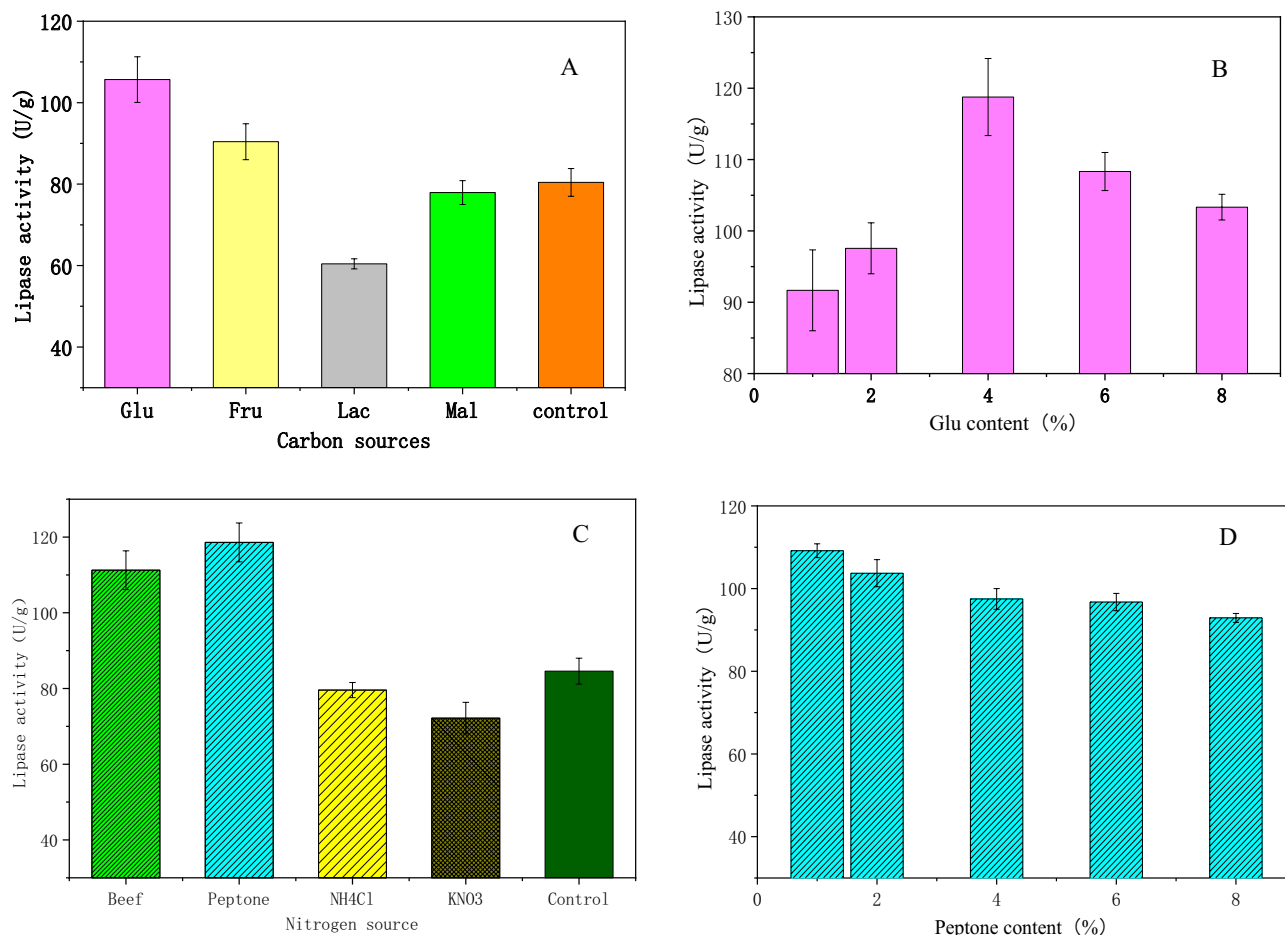 A
Lipase activity (U/g)
120
100
80
60
40
Glu Fru Lac Mal control
Carbon sources
B
Lipase activity (U/g)
130
120
110
100
90
80
0 2 4 6 8
Glu content (%)
C
Lipase activity (U/g)
120
100
80
60
40
Beef Peptone NH4Cl KNO3 Control
Nitrogen source
D
Lipase activity (U/g)
120
100
80
60
40
0 2 4 6 8
Peptone content (%)